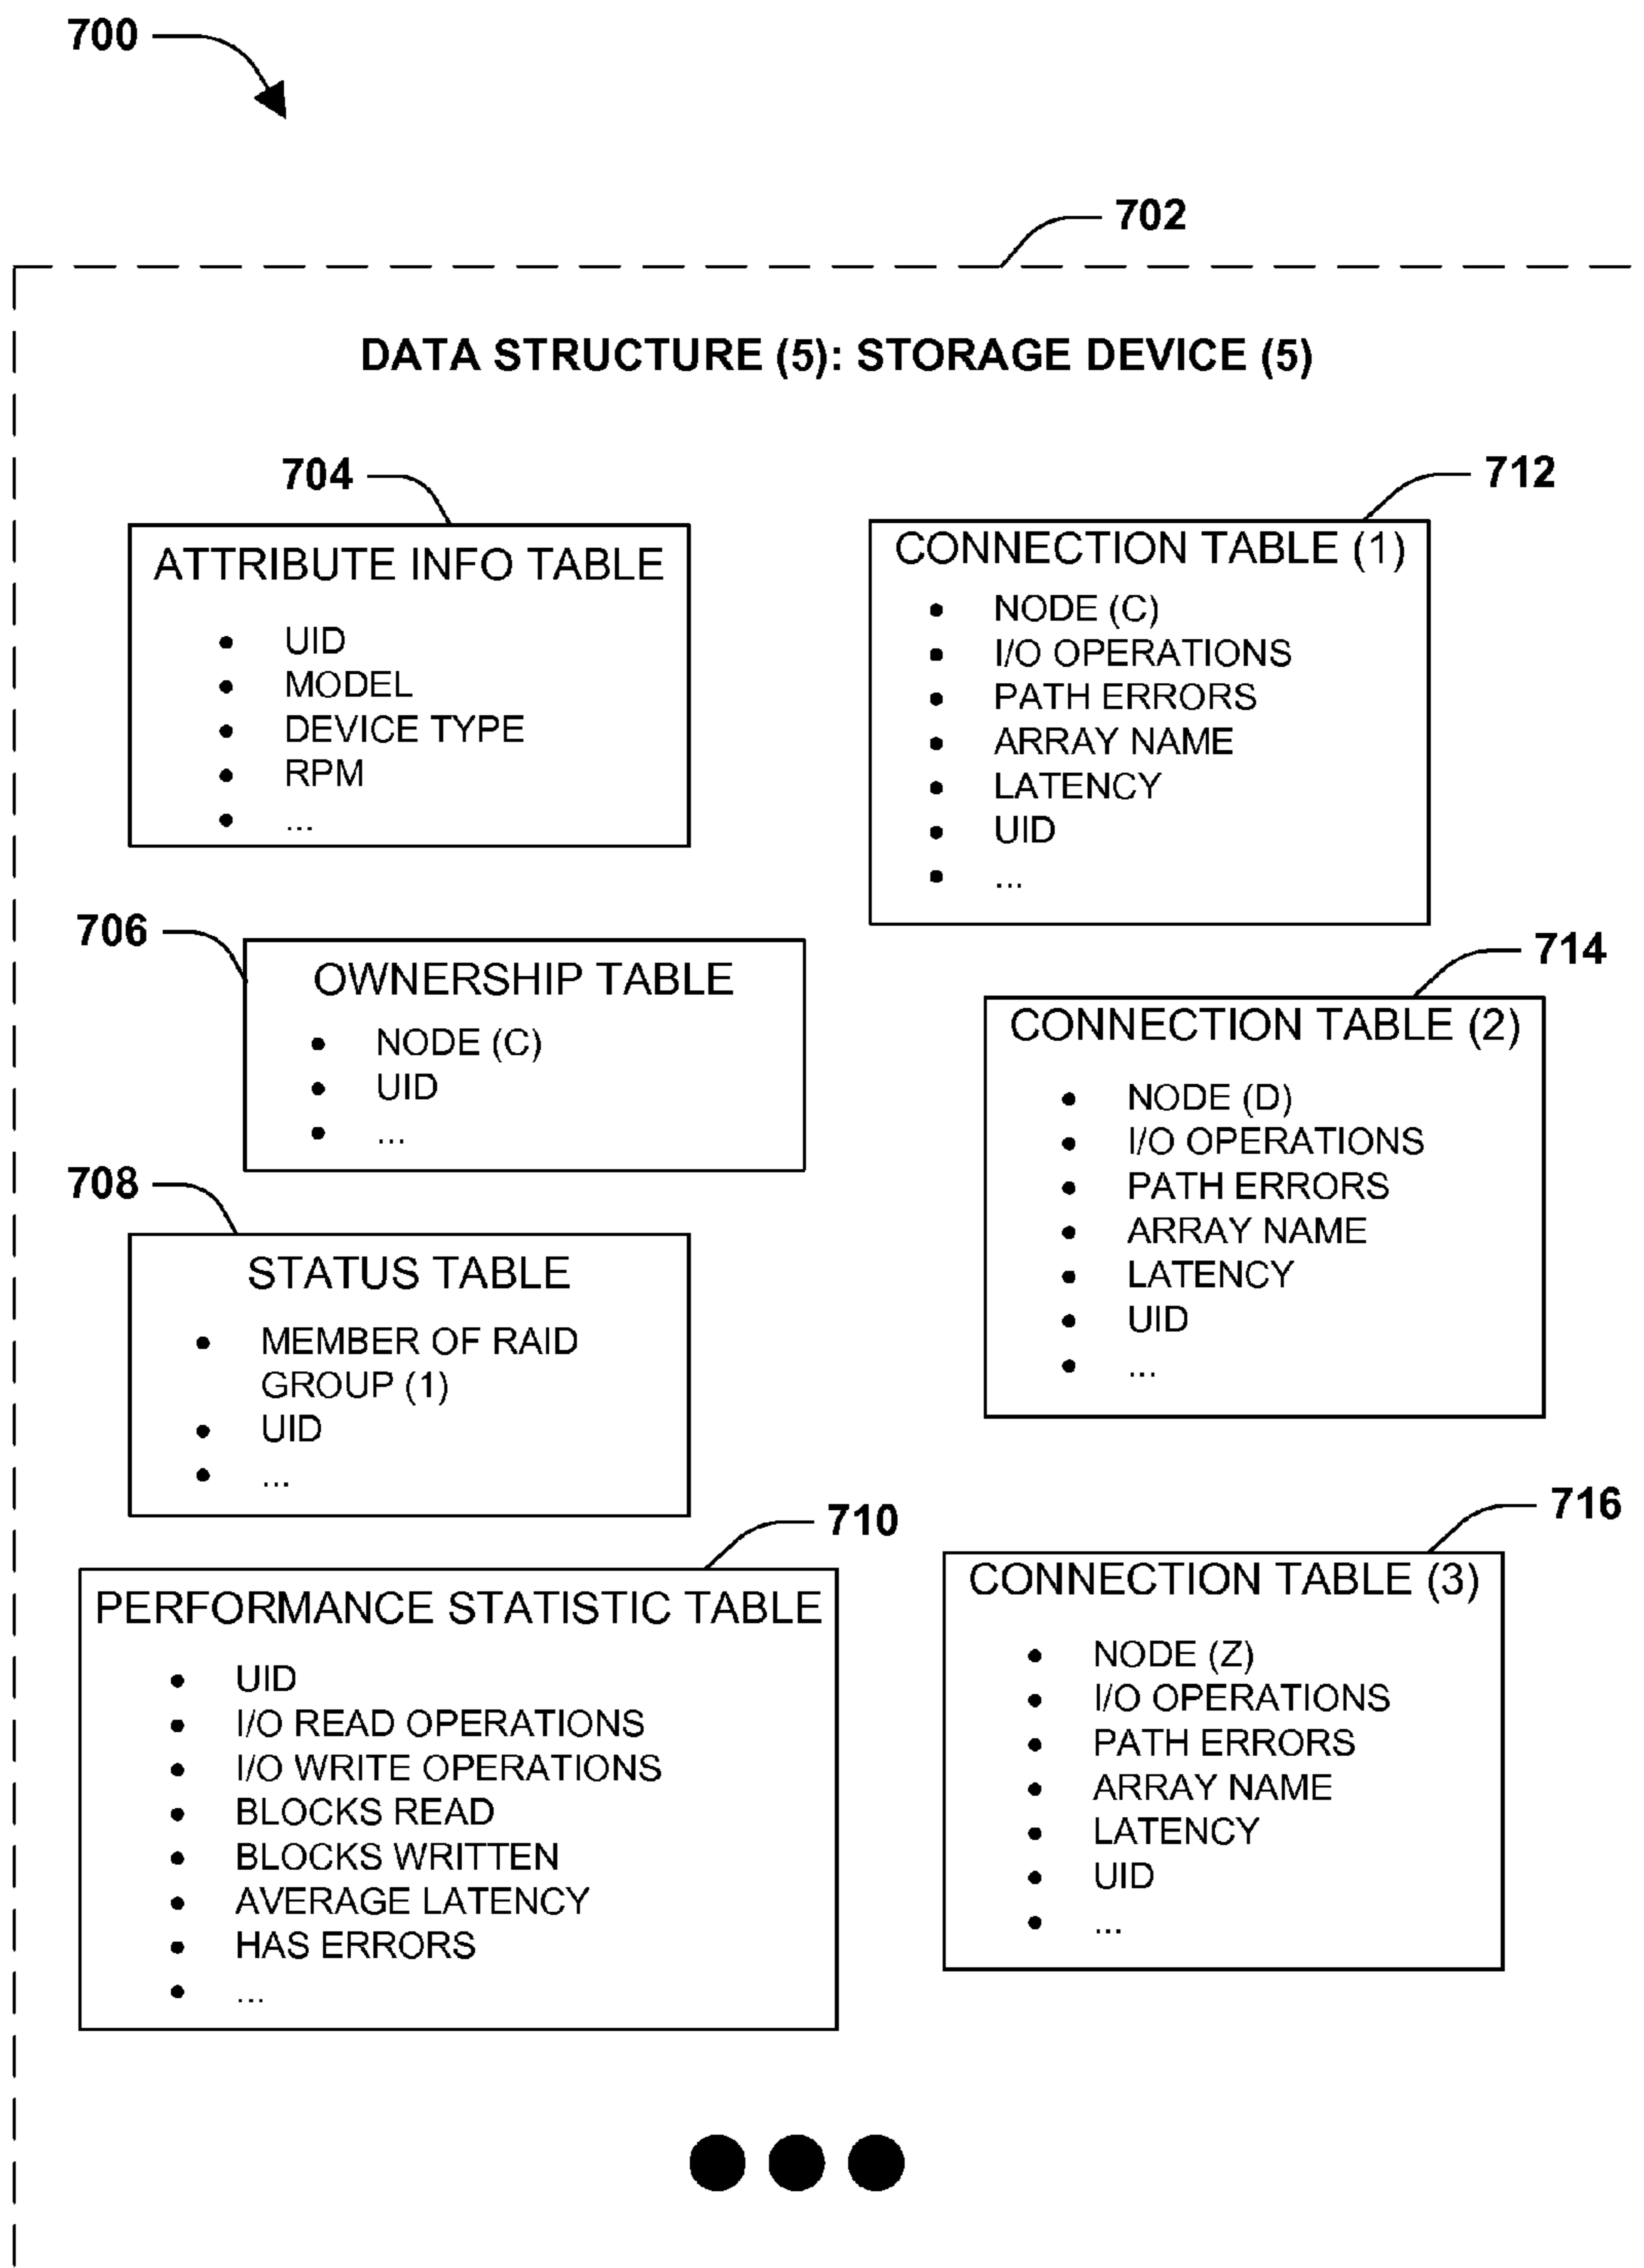 700
702
DATA STRUCTURE (5): STORAGE DEVICE (5)
704
ATTRIBUTE INFO TABLE
• UID
• MODEL
• DEVICE TYPE
• RPM
• ...
706
OWNERSHIP TABLE
• NODE (C)
• UID
• ...
708
STATUS TABLE
• MEMBER OF RAID
GROUP (1)
• UID
• ...
710
PERFORMANCE STATISTIC TABLE
• UID
• I/O READ OPERATIONS
• I/O WRITE OPERATIONS
• BLOCKS READ
• BLOCKS WRITTEN
• AVERAGE LATENCY
• HAS ERRORS
• ...
712
CONNECTION TABLE (1)
• NODE (C)
• I/O OPERATIONS
• PATH ERRORS
• ARRAY NAME
• LATENCY
• UID
• ...
714
CONNECTION TABLE (2)
• NODE (D)
• I/O OPERATIONS
• PATH ERRORS
• ARRAY NAME
• LATENCY
• UID
• ...
716
CONNECTION TABLE (3)
• NODE (Z)
• I/O OPERATIONS
• PATH ERRORS
• ARRAY NAME
• LATENCY
• UID
• ...